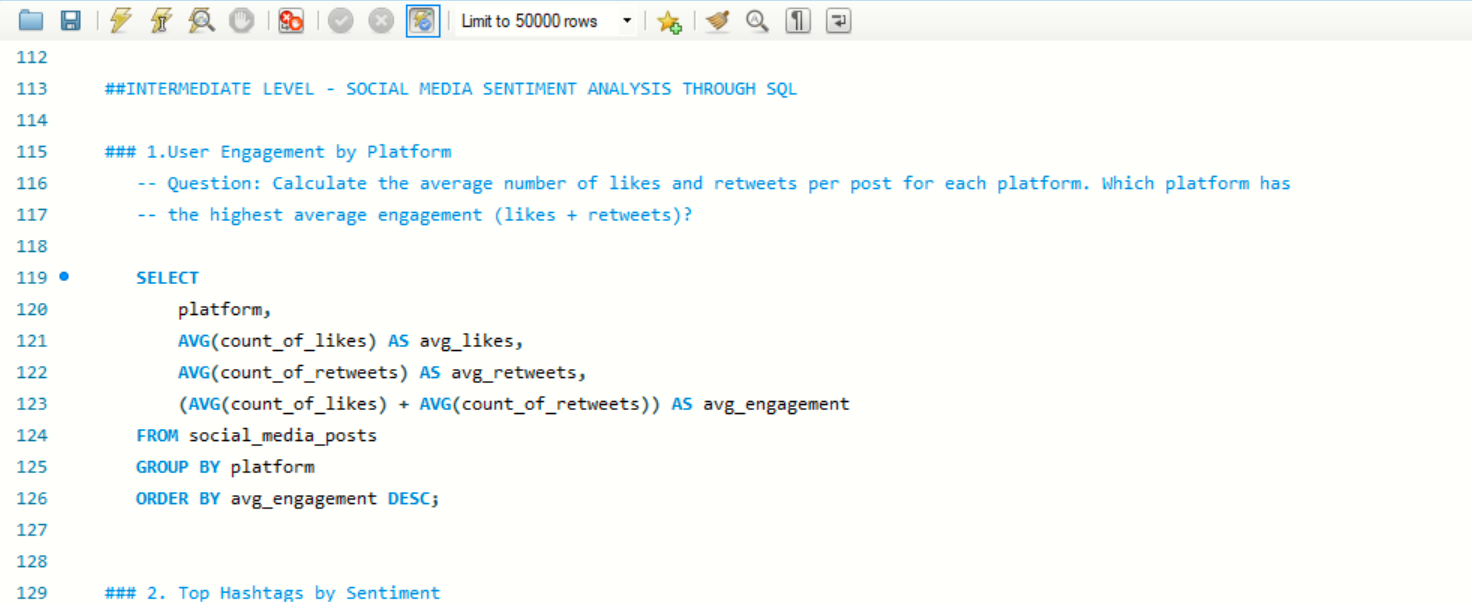 Limit to 50000 rows
112
113 ##INTERMEDIATE LEVEL - SOCIAL MEDIA SENTIMENT ANALYSIS THROUGH SQL
114
115 ### 1.User Engagement by Platform
116 -- Question: Calculate the average number of likes and retweets per post for each platform. Which platform has
117 -- the highest average engagement (likes + retweets)?
118
119 SELECT
120 platform,
121 AVG(count_of_likes) AS avg_likes,
122 AVG(count_of_retweets) AS avg_retweets,
123 (AVG(count_of_likes) + AVG(count_of_retweets)) AS avg_engagement
124 FROM social_media_posts
125 GROUP BY platform
126 ORDER BY avg_engagement DESC;
127
128
129 ### 2. Top Hashtags by Sentiment